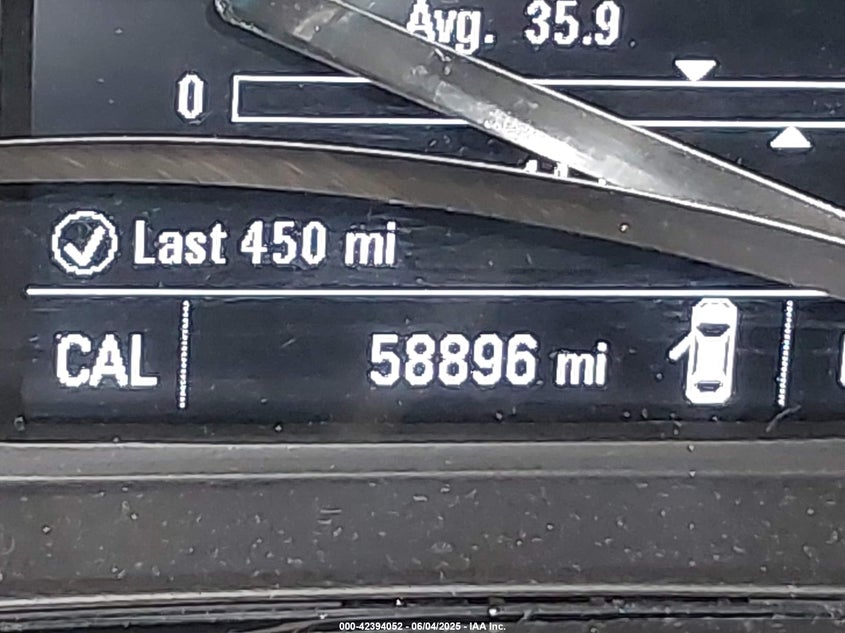 Avg. 35.9
0
Last 450 mi
CAL 58896 mi
000-42394052 - 06/04/2025 - IAA Inc.